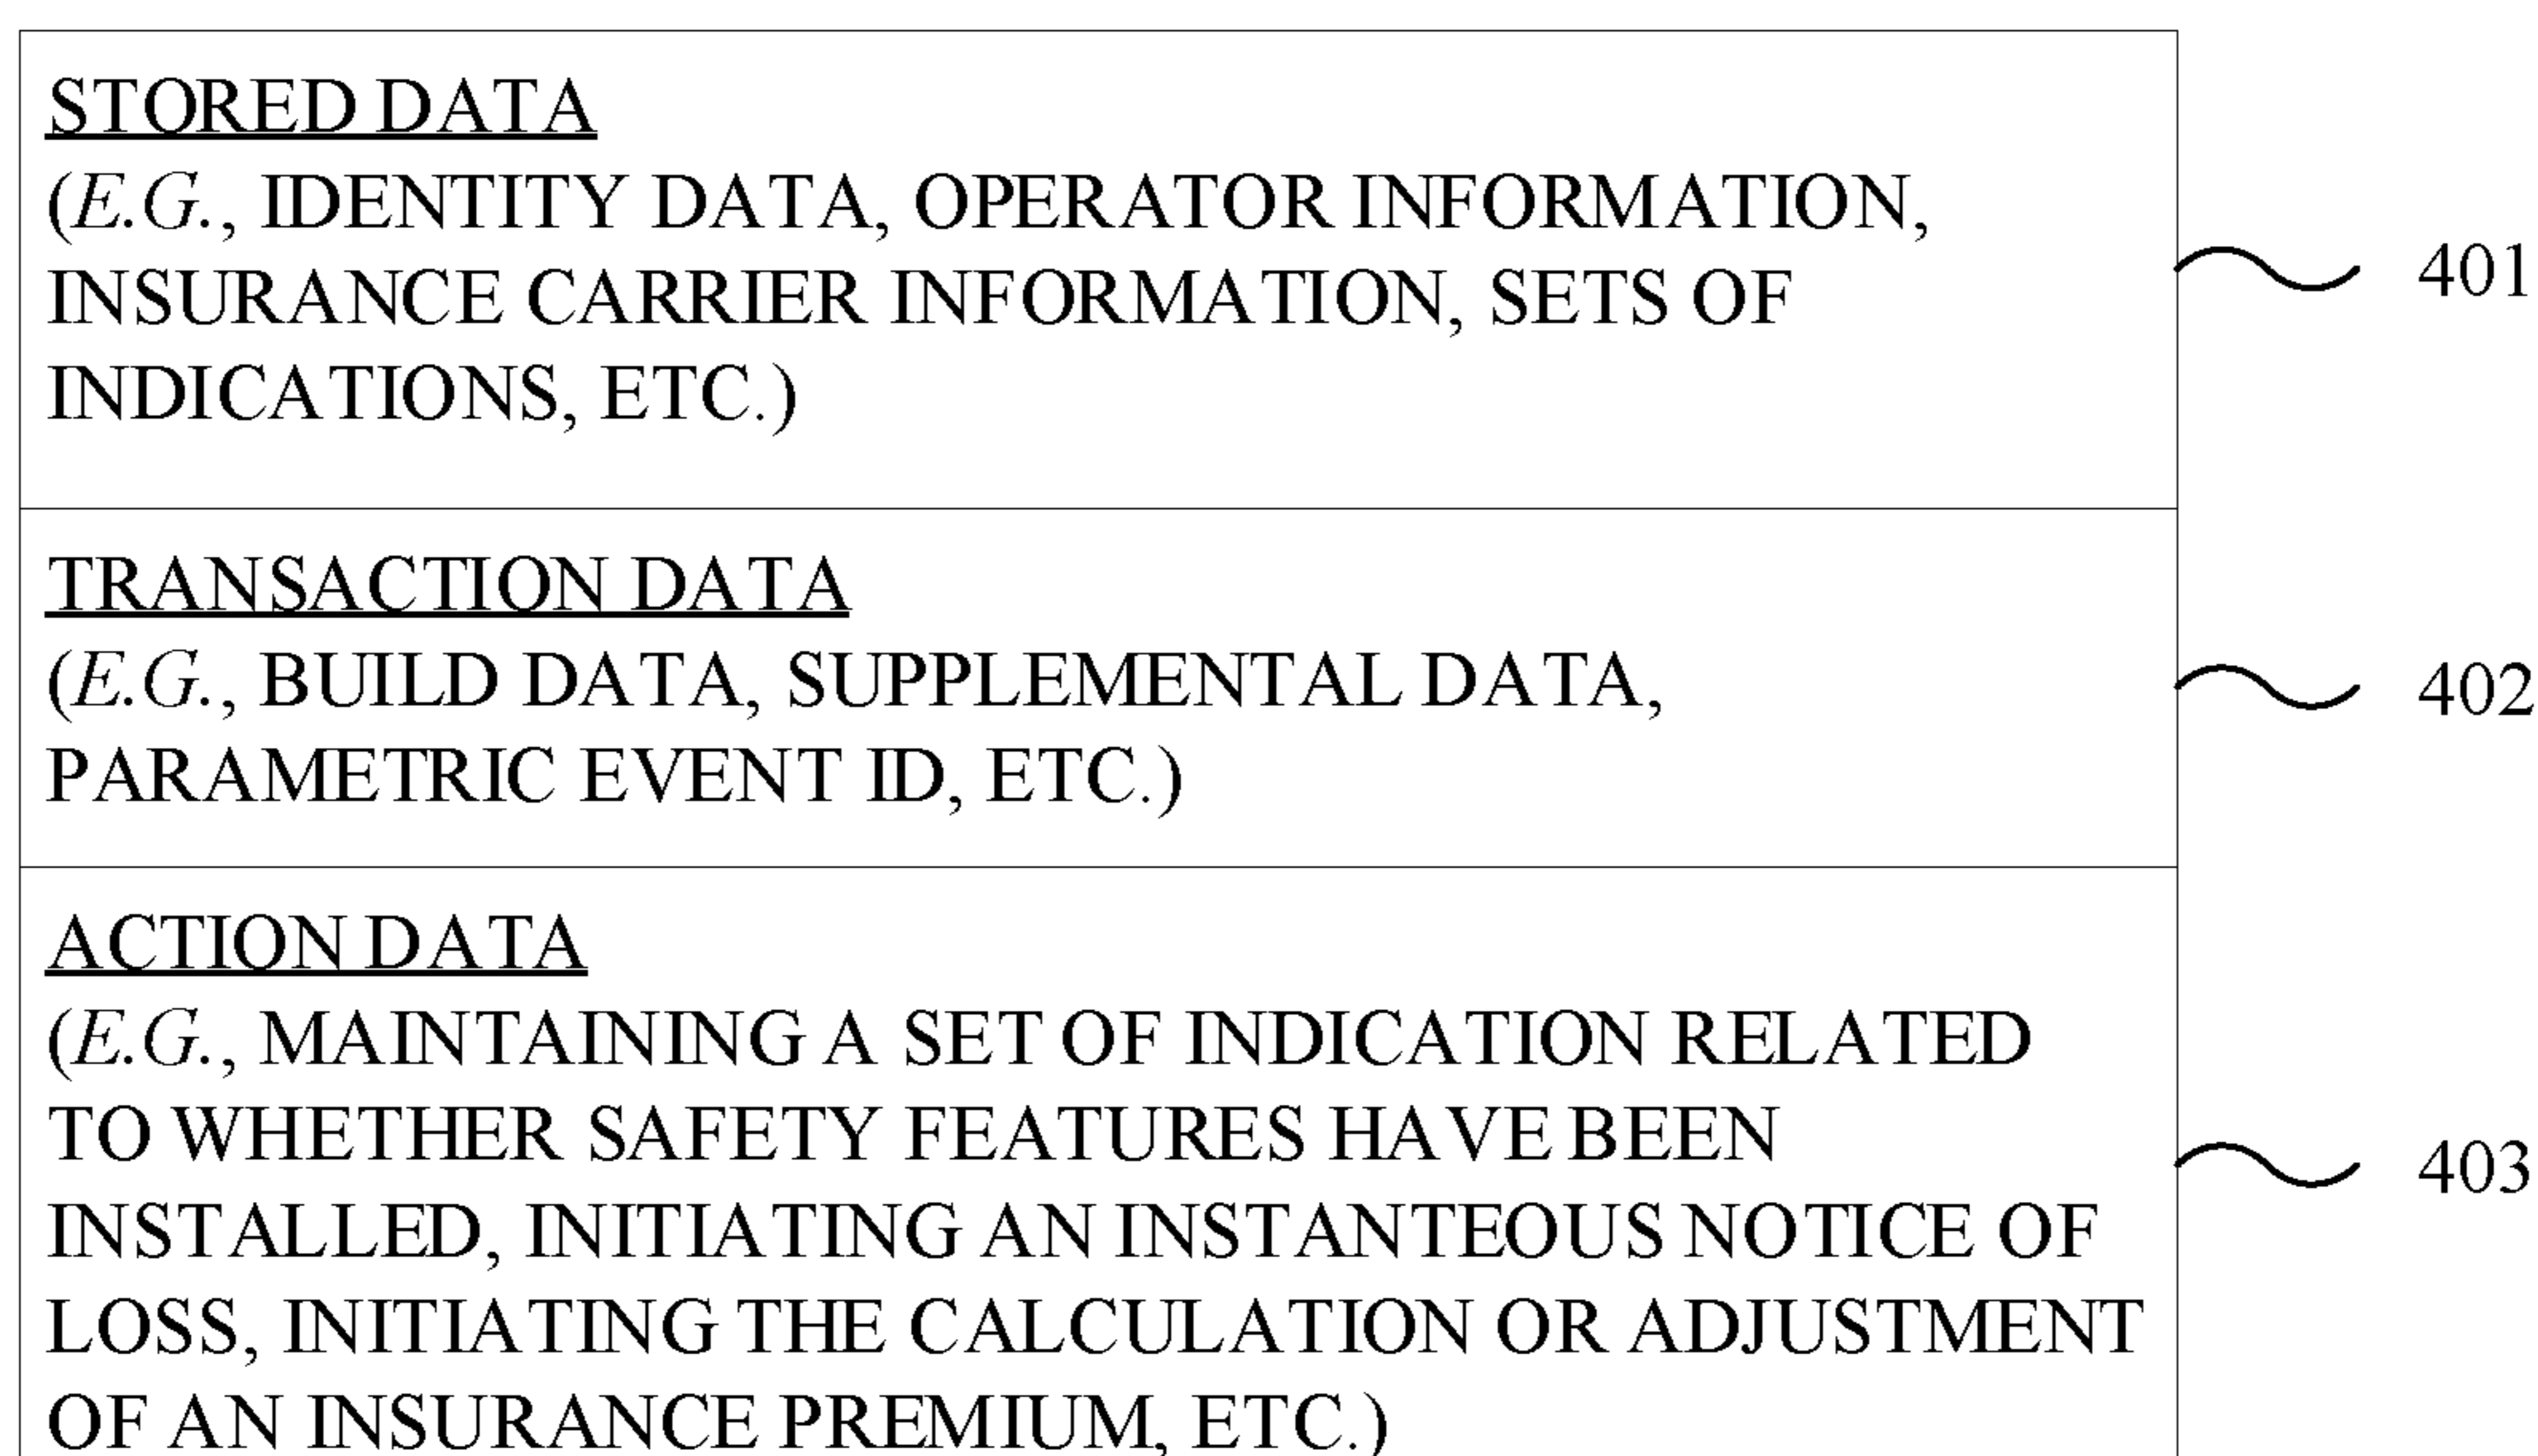 STORED DATA
(E.G., IDENTITY DATA, OPERATOR INFORMATION,
INSURANCE CARRIER INFORMATION, SETS OF
INDICATIONS, ETC.)
401
TRANSACTION DATA
(E.G., BUILD DATA, SUPPLEMENTAL DATA,
PARAMETRIC EVENT ID, ETC.)
402
ACTION DATA
(E.G., MAINTAINING A SET OF INDICATION RELATED
TO WHETHER SAFETY FEATURES HAVE BEEN
INSTALLED, INITIATING AN INSTANTEOUS NOTICE OF
LOSS, INITIATING THE CALCULATION OR ADJUSTMENT
OF AN INSURANCE PREMIUM, ETC.)
403